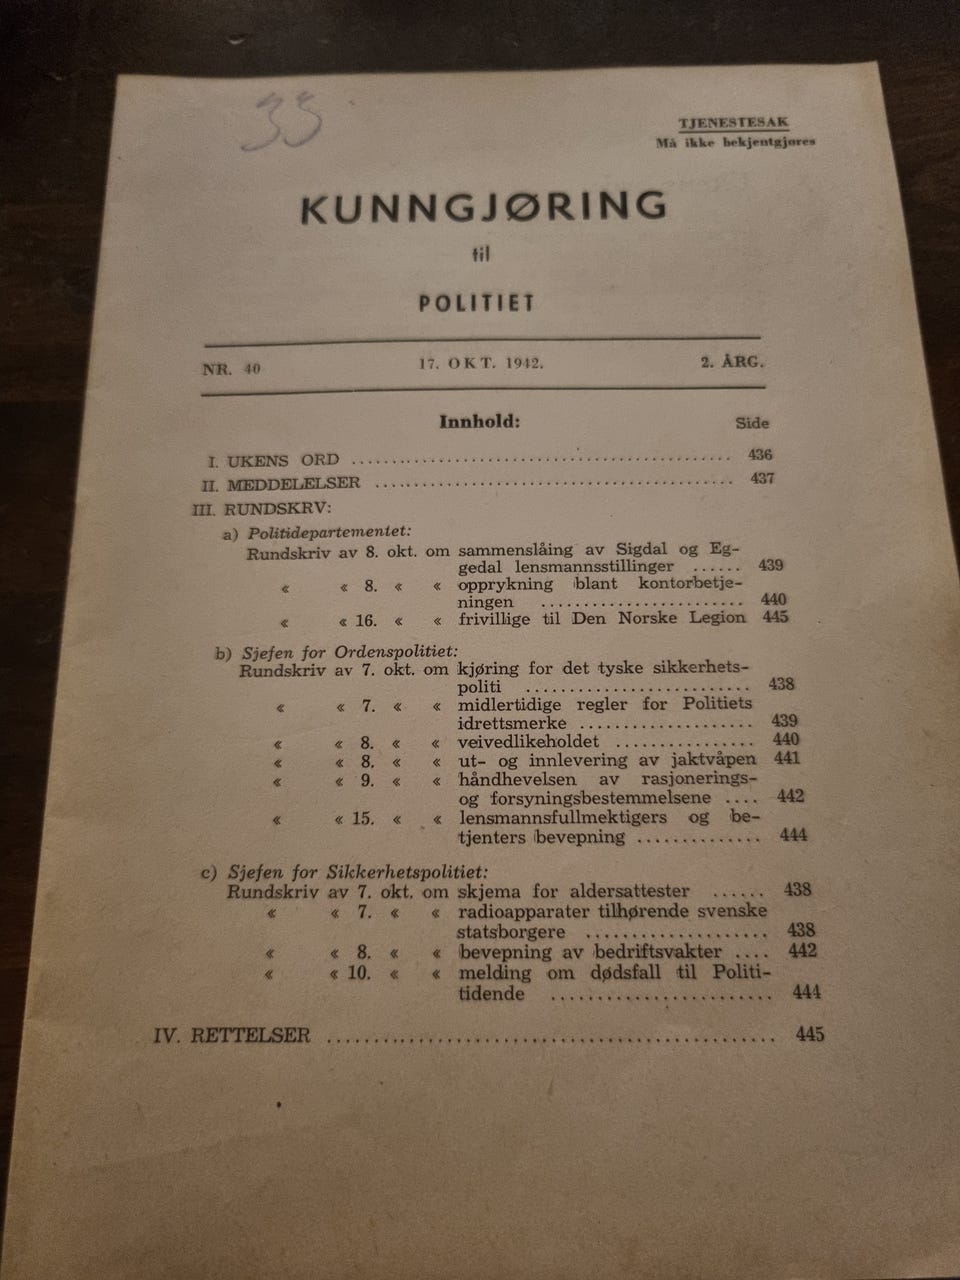 33
TJENESTESAK
Må ikke bekjentgjøres
KUNNGJØRING
til
POLITIET
NR. 40 17. OKT. 1942. 2. ÅRG.
Innhold: Side
I. UKENS ORD ........................................ 436
II. MEDDELELSER ........................................ 437
III. RUNDSKRV:
a) Politidepartementet:
Rundskriv av 8. okt. om sammenslåing av Sigdal og Eg-
gedal lensmannsstillinger ...... 439
« « 8. « « opprykning blant kontorbetje-
ningen ........................ 440
« « 16. « « frivillige til Den Norske Legion 445
b) Sjefen for Ordenspolitiet:
Rundskriv av 7. okt. om kjøring for det tyske sikkerhets-
politi .......................... 438
« « 7. « « midlertidige regler for Politiets
idrettsmerke .................... 439
« « 8. « « veivedlikeholdet ................ 440
« « 8. « « ut- og innlevering av jaktvåpen 441
« « 9. « « håndhevelsen av rasjonerings-
og forsyningsbestemmelsene .... 442
« « 15. « « lensmannsfullmektigers og be-
tjenters bevepning .............. 444
c) Sjefen for Sikkerhetspolitiet:
Rundskriv av 7. okt. om skjema for aldersattester ...... 438
« « 7. « « radioapparater tilhørende svenske
statsborgere .................... 438
« « 8. « « bevepning av bedriftsvakter .... 442
« « 10. « « melding om dødsfall til Politi-
tidende ........................ 444
IV. RETTELSER ................................................ 445